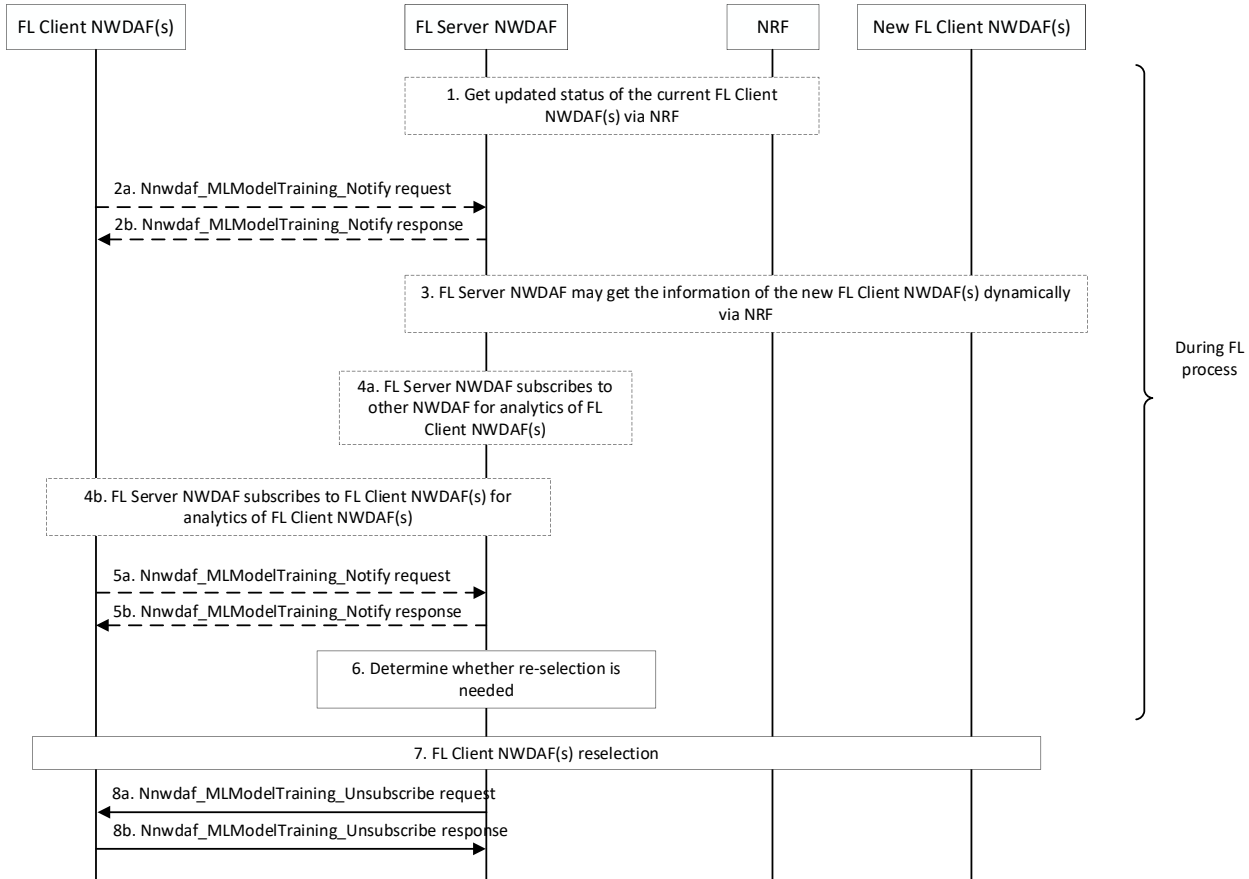 FL Client NWDAF(s)
FL Server NWDAF
NRF
New FL Client NWDAF(s)
1. Get updated status of the current FL Client
NWDAF(s) via NRF
2a. Nnwdaf_MLModelTraining_Notify request
2b. Nnwdaf_MLModelTraining_Notify response
3. FL Server NWDAF may get the information of the new FL Client NWDAF(s) dynamically
via NRF
During FL
process
4a. FL Server NWDAF subscribes to
other NWDAF for analytics of FL
Client NWDAF(s)
4b. FL Server NWDAF subscribes to FL Client NWDAF(s) for
analytics of FL Client NWDAF(s)
5a. Nnwdaf_MLModelTraining_Notify request
5b. Nnwdaf_MLModelTraining_Notify response
6. Determine whether re-selection is
needed
7. FL Client NWDAF(s) reselection
8a. Nnwdaf_MLModelTraining_Unsubscribe request
8b. Nnwdaf_MLModelTraining_Unsubscribe response